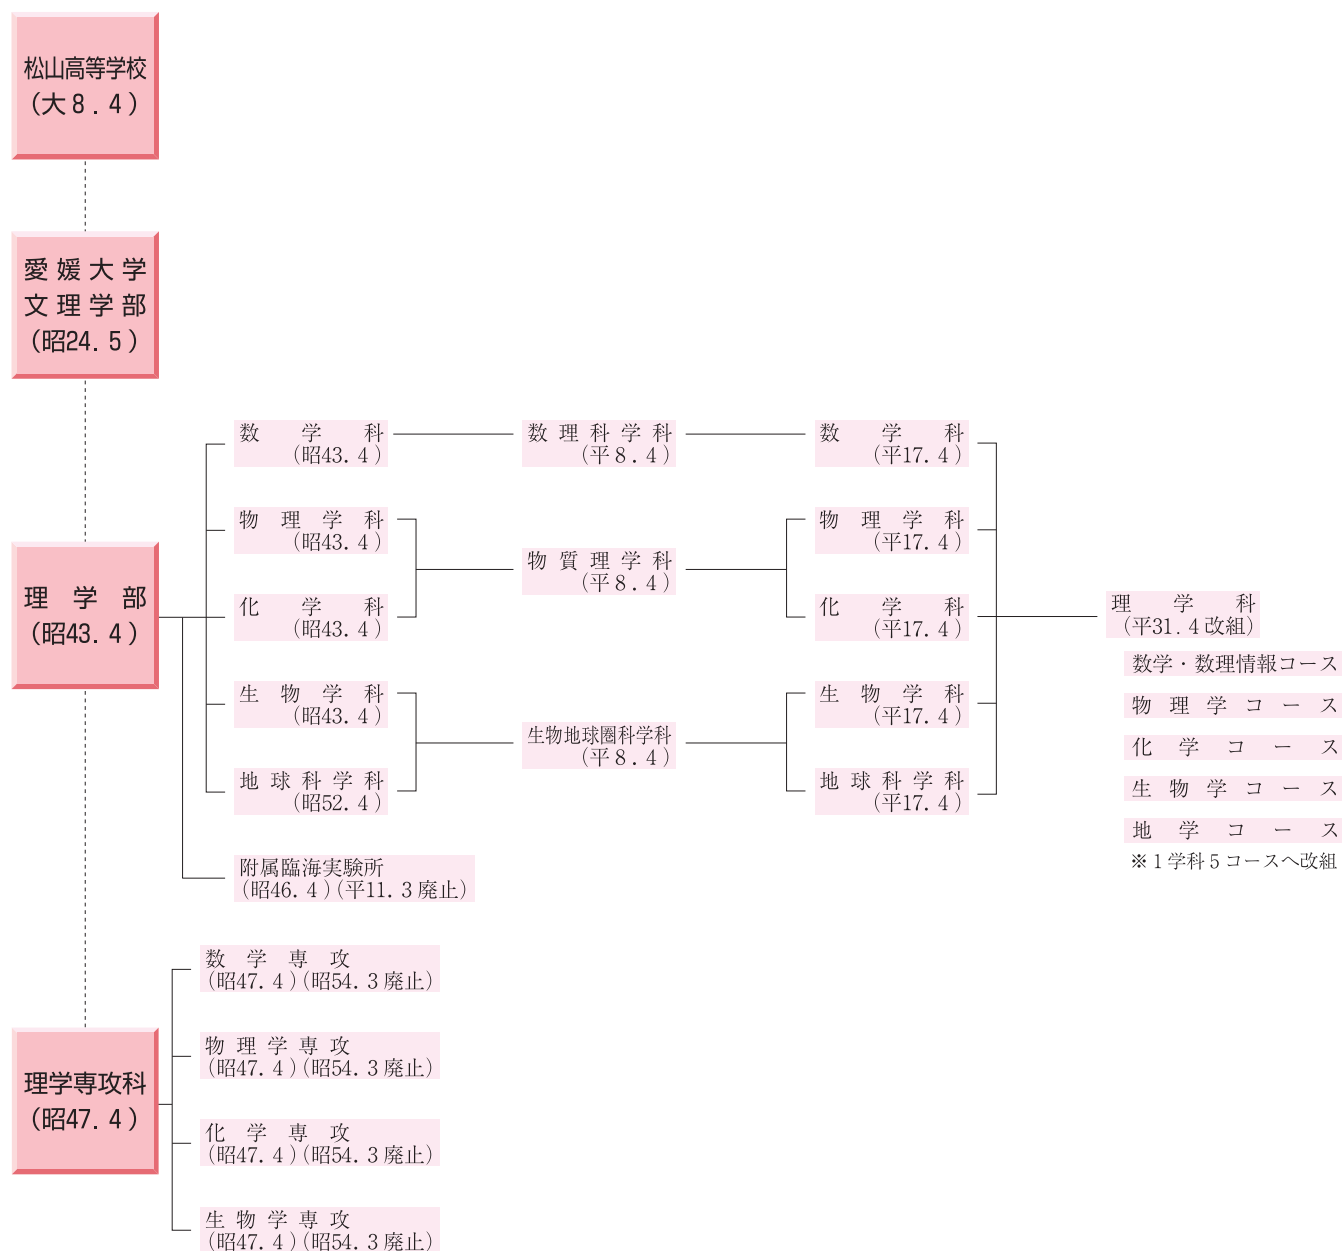 松山高等学校
(大8.4)
愛媛大学
文理学部
(昭24.5)
理学部
(昭43.4)
数学科
(昭43.4)
物理学科
(昭43.4)
化学科
(昭43.4)
生物学科
(昭43.4)
地球科学科
(昭52.4)
附属臨海実験所
(昭46.4)(平11.3廃止)
数理科学科
(平8.4)
物質理学科
(平8.4)
生物地球圏科学科
(平8.4)
数学科
(平17.4)
物理学科
(平17.4)
化学科
(平17.4)
生物学科
(平17.4)
地球科学科
(平17.4)
理学科
(平31.4改組)
数学・数理情報コース
物理学コース
化学コース
生物学コース
地学コース
※1学科5コースへ改組
理学専攻科
(昭47.4)
数学専攻
(昭47.4)(昭54.3廃止)
物理学専攻
(昭47.4)(昭54.3廃止)
化学専攻
(昭47.4)(昭54.3廃止)
生物学専攻
(昭47.4)(昭54.3廃止)